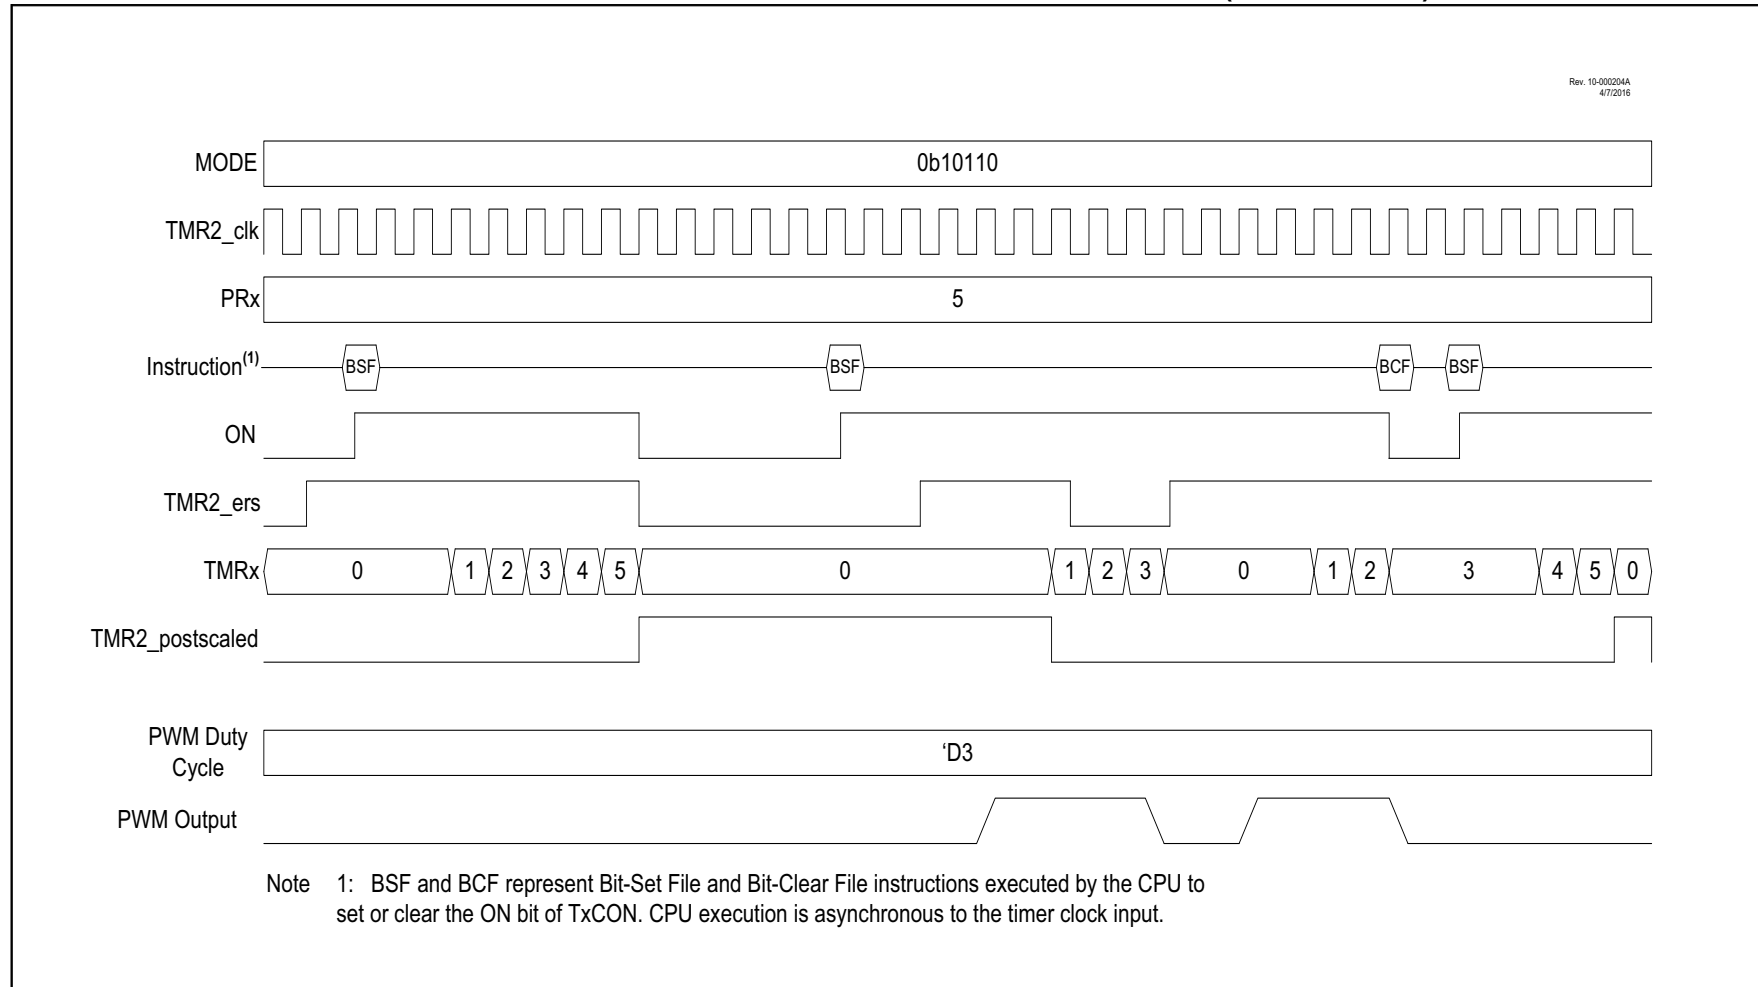 Rev. 10-000204A
4/7/2016
MODE 0b10110
TMR2_clk
PRx 5
Instruction(1) BSF BSF BCF BSF
ON
TMR2_ers
TMRx 0 1 2 3 4 5 0 1 2 3 0 1 2 3 4 5 0
TMR2_postscaled
PWM Duty
Cycle
‘D3
PWM Output
Note 1: BSF and BCF represent Bit-Set File and Bit-Clear File instructions executed by the CPU to
set or clear the ON bit of TxCON. CPU execution is asynchronous to the timer clock input.